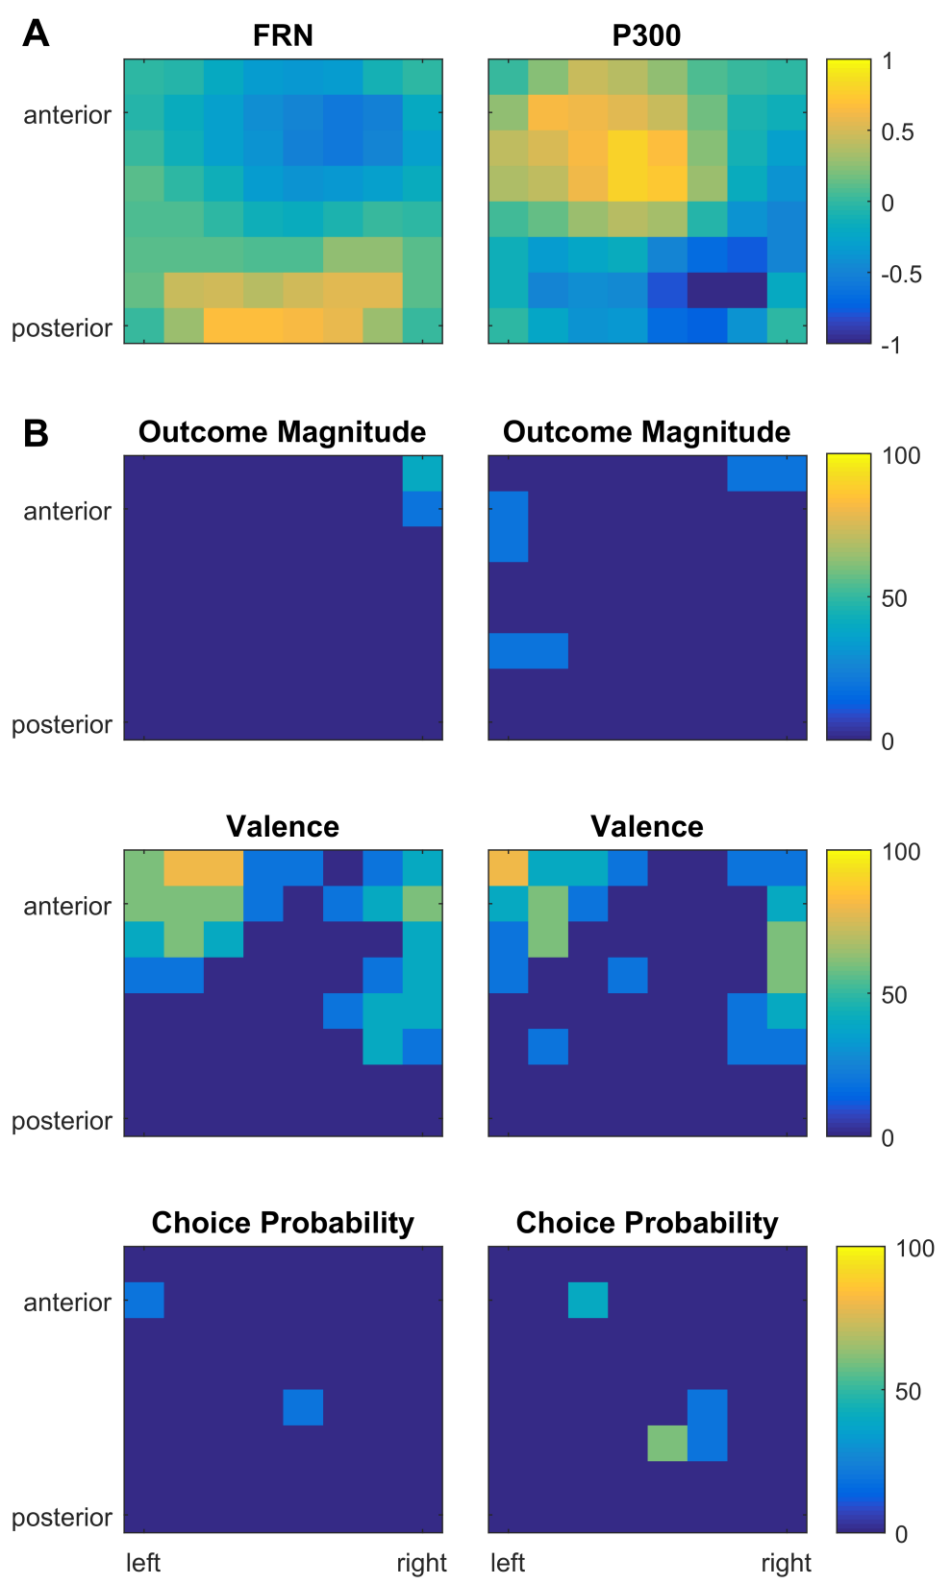 A
FRN
P300
anterior
posterior
1
0.5
0
-0.5
-1
B
Outcome Magnitude
Outcome Magnitude
anterior
posterior
100
50
0
Valence
Valence
anterior
posterior
100
50
0
Choice Probability
Choice Probability
anterior
posterior
100
50
0
left
right
left
right